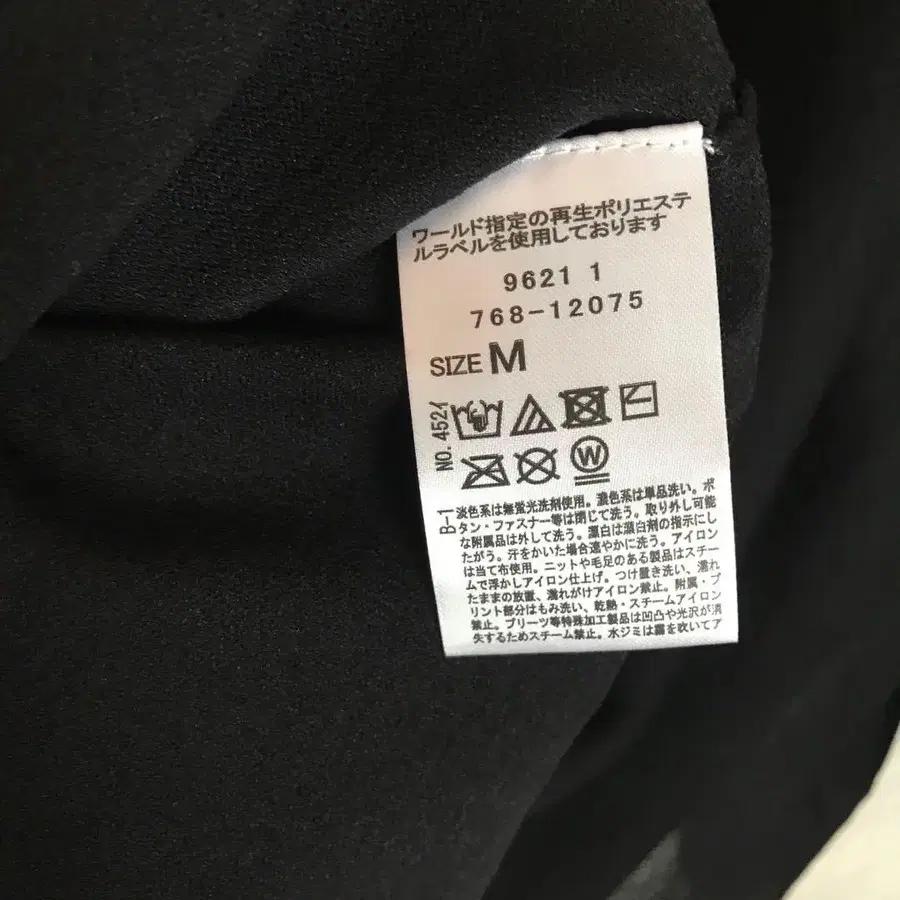 ワールド指定の再生ポリエステ
ルラベルを使用しております
9621 1
768-12075
SIZE M
NO. 452イ
W
B-1
淡色系は無蛍光洗剤使用。濃色系は単品洗い。ボ
タン・ファスナー等は閉じて洗う。取り外し可能
な附属品は外して洗う。漂白は漂白剤の指示にし
たがう。汗をかいた場合速やかに洗う。アイロン
は当て布使用。ニットや毛足のある製品はスチー
ムで浮かしアイロン仕上げ。つけ置き洗い、濡れ
たままの放置、濡れがけアイロン禁止。附属・プ
リント部分はもみ洗い、乾熱・スチームアイロン
禁止。プリーツ等特殊加工製品は凹凸や光沢が消
失するためスチーム禁止。水ジミは霧を吹いてア